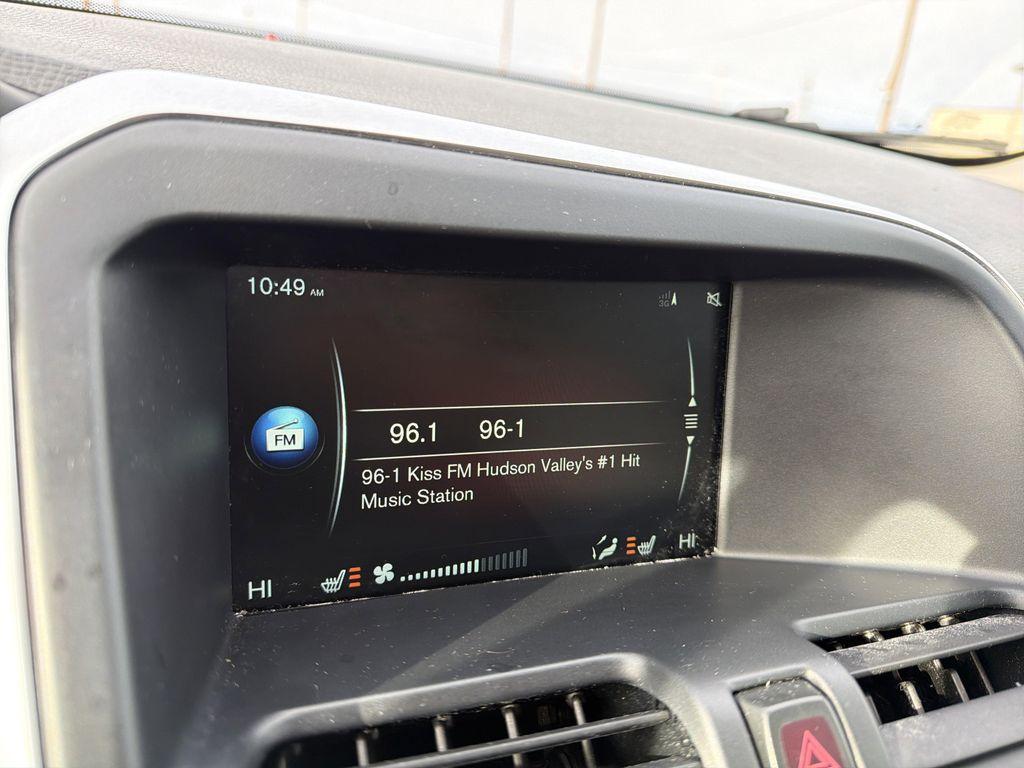 10:49 AM
3G
FM
96.1 96-1
96-1 Kiss FM Hudson Valley's #1 Hit
Music Station
HI HI